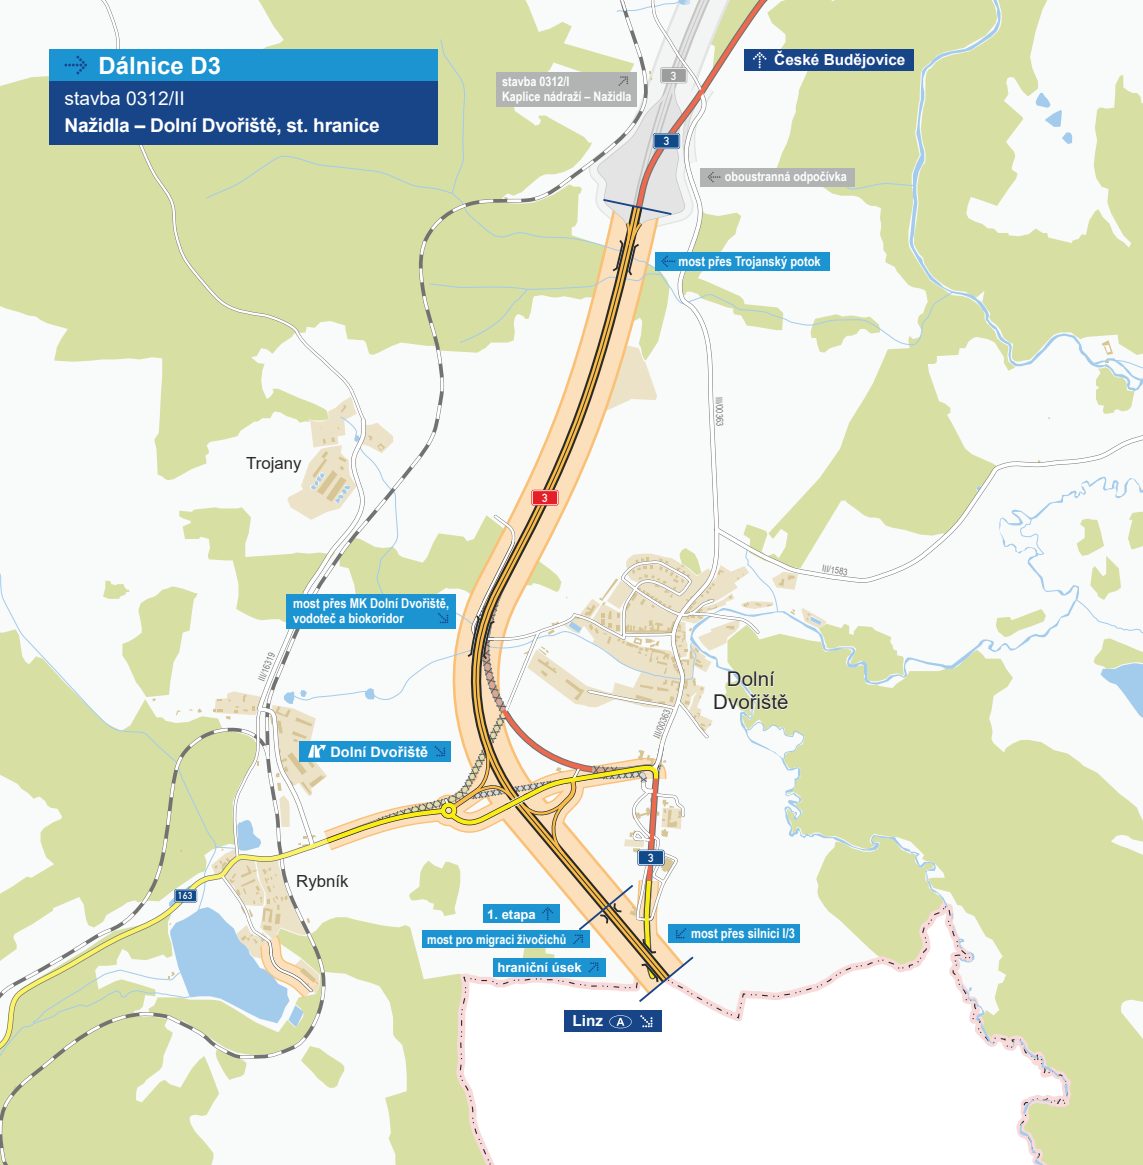 Dálnice D3
stavba 0312/II
Nažidla – Dolní Dvořiště, st. hranice
České Budějovice
stavba 0312/I
Kaplice nádraží – Nažidla
3
3
oboustranná odpočívka
most přes Trojanský potok
III/00363
Trojany
3
III/1583
most přes MK Dolní Dvořiště,
vodoteč a biokoridor
III/16319
Dolní
Dvořiště
III/00363
Dolní Dvořiště
3
Rybník
163
1. etapa
most pro migraci živočichů
most přes silnici I/3
hraniční úsek
Linz A